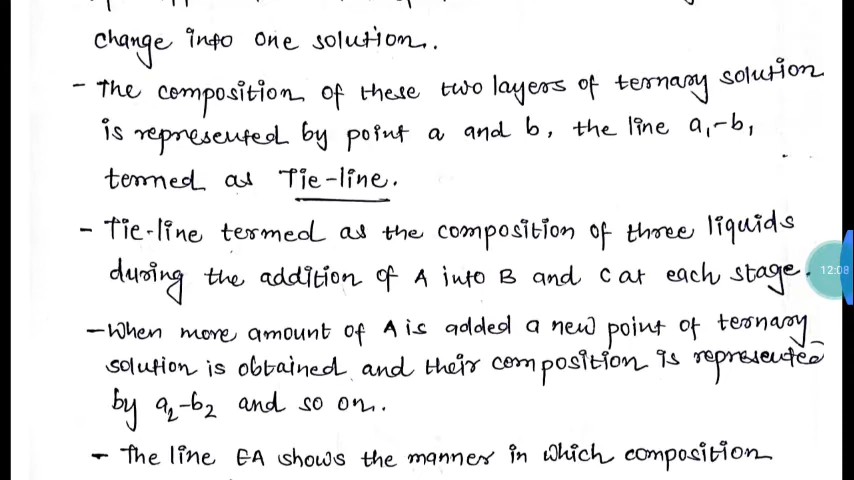 change into one solution..
- The composition of these two layers of ternary solution
is represented by point a and b, the line a₁-b₁
termed as Tie-line.
- Tie-line termed as the composition of three liquids
during the addition of A into B and C at each stage.
12:08
- When more amount of A is added a new point of ternary
solution is obtained and their composition is represented
by a₂-b₂ and so on.
- The line EA shows the manner in which composition